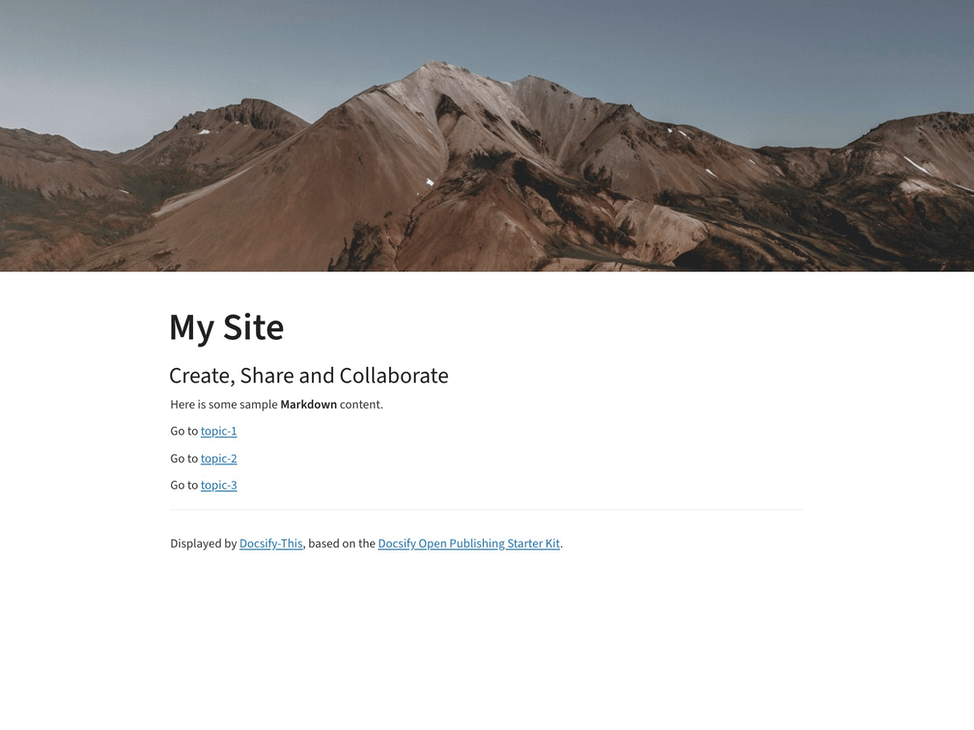 My Site
Create, Share and Collaborate
Here is some sample Markdown content.
Go to topic-1
Go to topic-2
Go to topic-3
Displayed by Docsify-This, based on the Docsify Open Publishing Starter Kit.